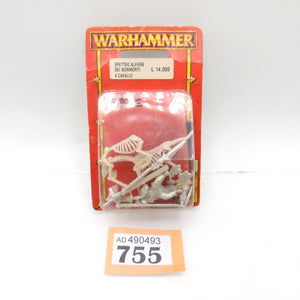 WARHAMMER
SPETTRO ALFIERE
DEI NONMORTI
A CAVALLO
L. 14.000
AD 490493
755